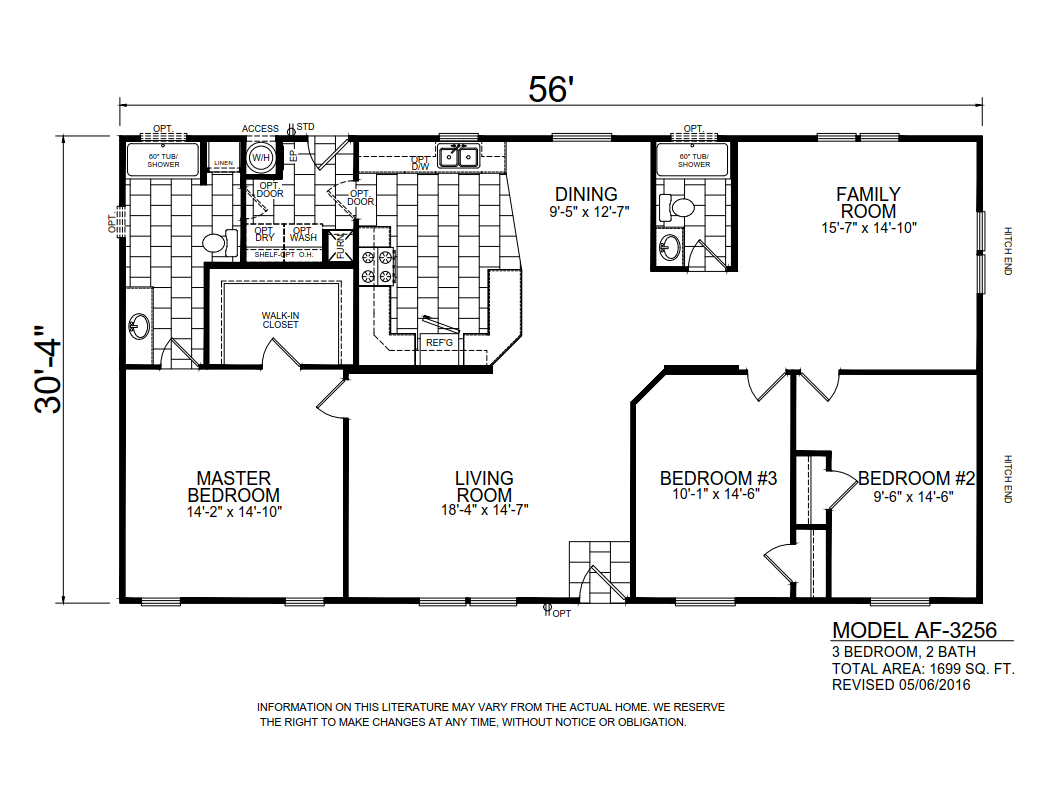 56'
OPT.
ACCESS
STD
OPT.
60" TUB/
SHOWER
LINEN
W/H
EP
OPT.
D/W
60" TUB/
SHOWER
OPT.
DOOR
OPT.
DOOR
DINING
9'-5" x 12'-7"
FAMILY
ROOM
15'-7" x 14'-10"
OPT.
OPT.
DRY
OPT.
WASH
FURN
SHELF-OPT O.H.
HITCH END
WALK-IN
CLOSET
REF'G
30'-4"
MASTER
BEDROOM
14'-2" x 14'-10"
LIVING
ROOM
18'-4" x 14'-7"
BEDROOM #3
10'-1" x 14'-6"
BEDROOM #2
9'-6" x 14'-6"
HITCH END
OPT
MODEL AF-3256
3 BEDROOM, 2 BATH
TOTAL AREA: 1699 SQ. FT.
REVISED 05/06/2016
INFORMATION ON THIS LITERATURE MAY VARY FROM THE ACTUAL HOME. WE RESERVE
THE RIGHT TO MAKE CHANGES AT ANY TIME, WITHOUT NOTICE OR OBLIGATION.